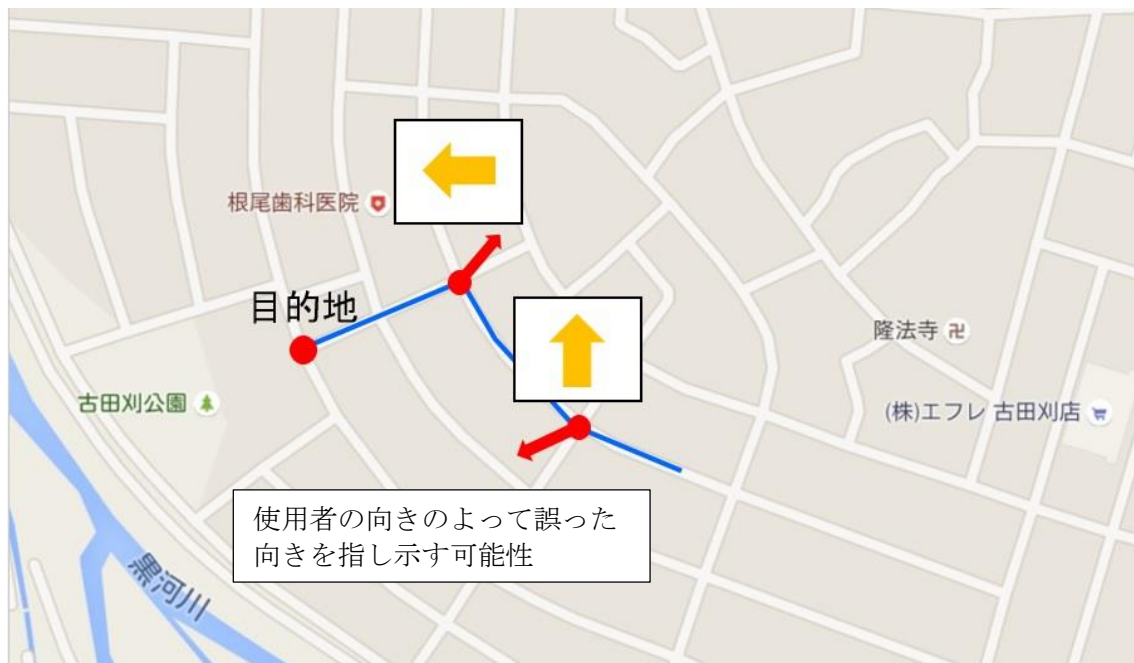 根尾歯科医院
目的地
隆法寺
古田刈公園
(株)エフレ 古田刈店
使用者の向きのよって誤った
向きを指し示す可能性
黒河川